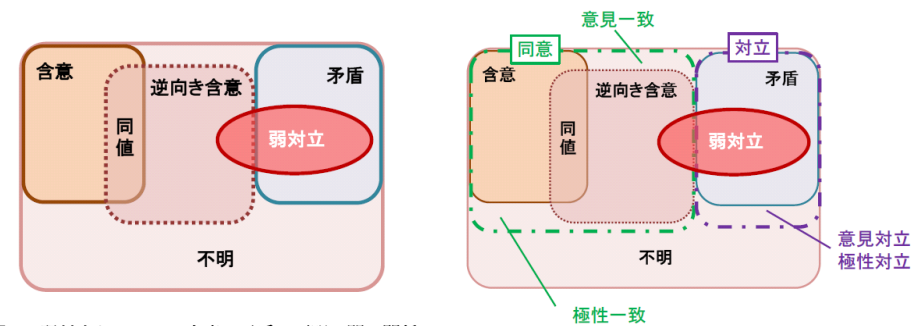 含意
逆向き含意
矛盾
同値
弱対立
不明
意見一致
同意
対立
含意
逆向き含意
矛盾
同値
弱対立
不明
意見対立
極性対立
極性一致